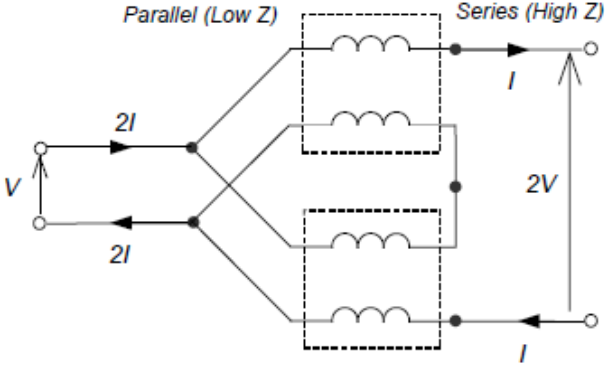 Parallel (Low Z)
Series (High Z)
I
2I
V
2V
2I
I